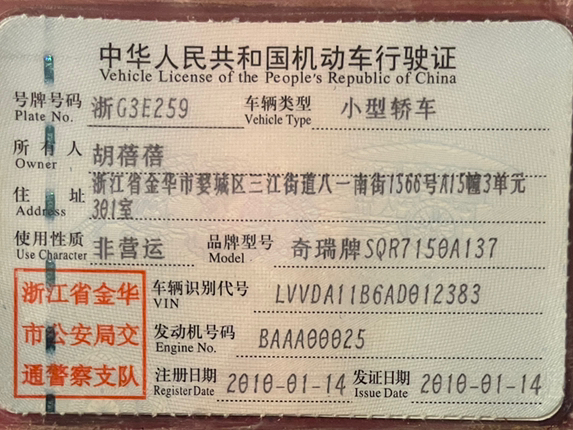 中华人民共和国机动车行驶证
Vehicle License of the People's Republic of China
号牌号码 浙G3E259 车辆类型 小型轿车
Plate No. Vehicle Type
所有人 胡蓓蓓
Owner
住址 浙江省金华市婺城区三江街道八一南街1566号A15幢3单元
Address 301室
使用性质 非营运 品牌型号 奇瑞牌SQR7150A137
Use Character Model
浙江省金华 车辆识别代号 LVVDA11B6AD012383
VIN
市公安局交 发动机号码 BAAA00025
Engine No.
通警察支队 注册日期 2010-01-14 发证日期 2010-01-14
Register Date Issue Date